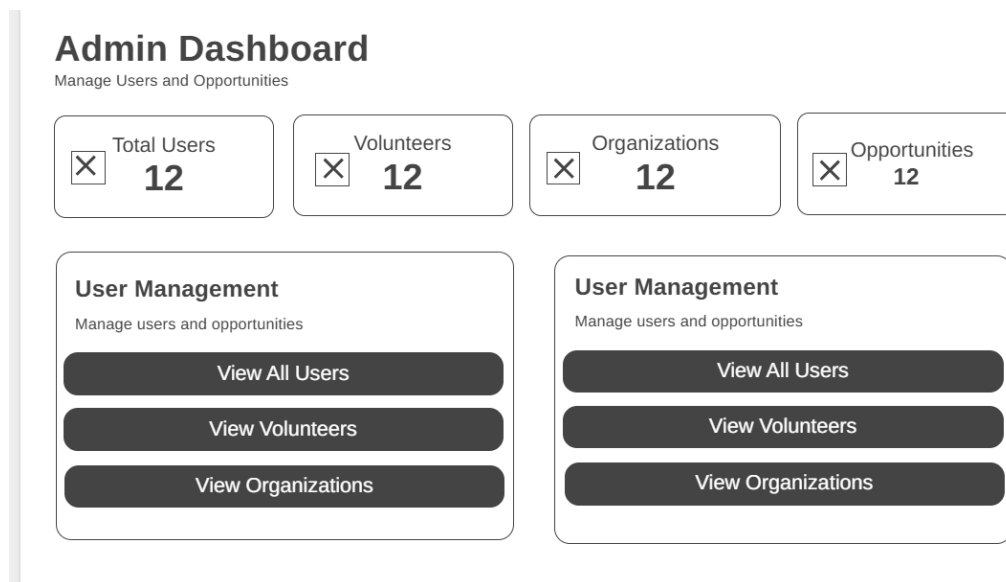 Admin Dashboard
Manage Users and Opportunities
Total Users
12
Volunteers
12
Organizations
12
Opportunities
12
User Management
Manage users and opportunities
View All Users
View Volunteers
View Organizations
User Management
Manage users and opportunities
View All Users
View Volunteers
View Organizations